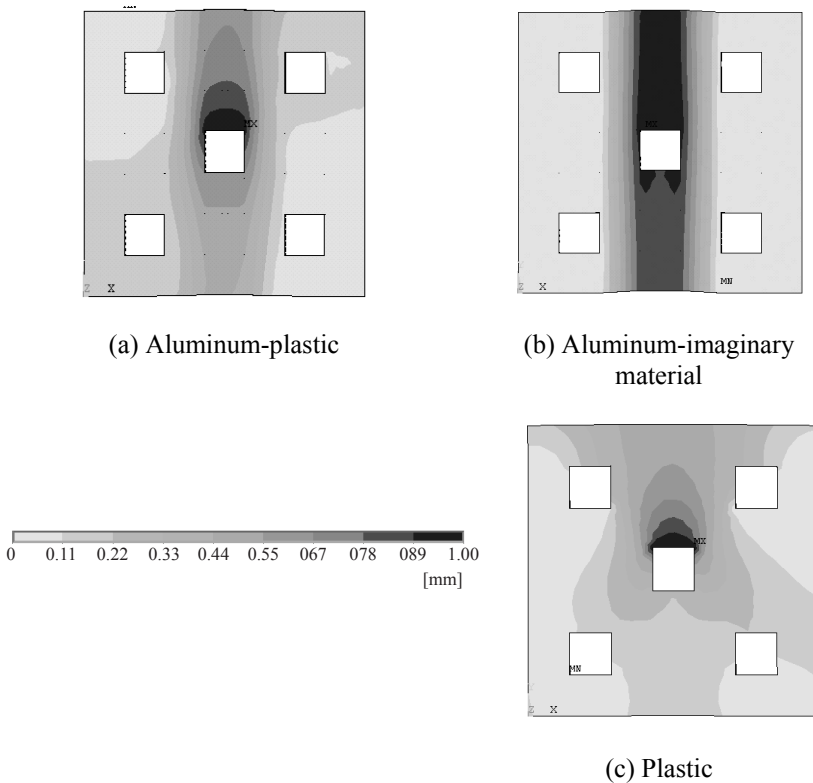 MX
Z X
(a) Aluminum-plastic
MX
MN
Z X
(b) Aluminum-imaginary
material
0 0.11 0.22 0.33 0.44 0.55 067 078 089 1.00
[mm]
MX
MN
Z X
(c) Plastic